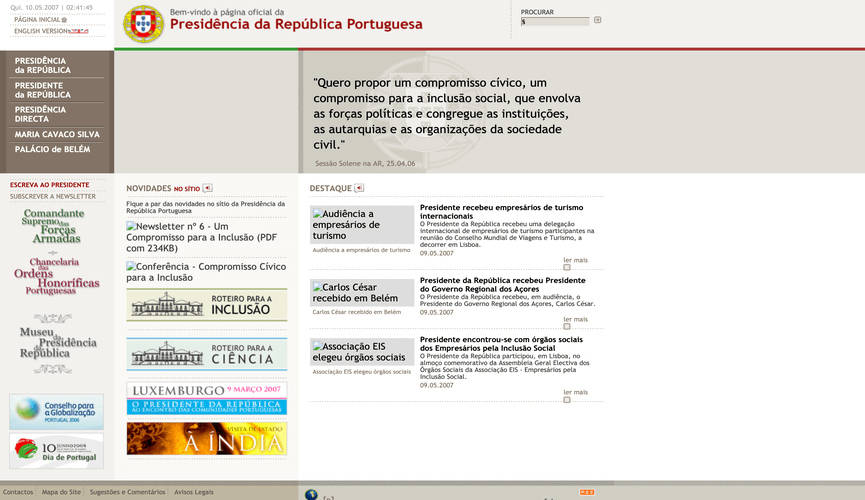 Qui. 10.05.2007 | 02:41:45
PÁGINA INICIAL
ENGLISH VERSION
Bem-vindo à página oficial da
Presidência da República Portuguesa
PROCURAR
PRESIDÊNCIA
da REPÚBLICA
PRESIDENTE
da REPÚBLICA
PRESIDÊNCIA
DIRECTA
MARIA CAVACO SILVA
PALÁCIO de BELÉM
"Quero propor um compromisso cívico, um
compromisso para a inclusão social, que envolva
as forças políticas e congregue as instituições,
as autarquias e as organizações da sociedade
civil."
Sessão Solene na AR, 25.04.06
ESCREVA AO PRESIDENTE
SUBSCREVER A NEWSLETTER
Comandante
Supremo das
Forças
Armadas
Chancelaria
das
Ordens
Honoríficas
Portuguesas
Museu
da
Presidência
da
República
Conselho para
a Globalização
PORTUGAL 2006
10 JUNHO 2006
Dia de Portugal
NOVIDADES NO SÍTIO
Fique a par das novidades no sítio da Presidência da
República Portuguesa
Newsletter nº 6 - Um
Compromisso para a Inclusão (PDF
com 234KB)
Conferência - Compromisso Cívico
para a Inclusão
ROTEIRO PARA A
INCLUSÃO
ROTEIRO PARA A
CIÊNCIA
LUXEMBURGO 9 MARÇO 2007
O PRESIDENTE DA REPÚBLICA
AO ENCONTRO DAS COMUNIDADES PORTUGUESAS
VISITA DE ESTADO
À ÍNDIA
DESTAQUE
Audiência a
empresários de
turismo
Audiência a empresários de turismo
Presidente recebeu empresários de turismo
internacionais
O Presidente da República recebeu uma delegação
internacional de empresários de turismo participantes na
reunião do Conselho Mundial de Viagens e Turismo, a
decorrer em Lisboa.
09.05.2007
ler mais
Carlos César
recebido em Belém
Carlos César recebido em Belém
Presidente da República recebeu Presidente
do Governo Regional dos Açores
O Presidente da República recebeu, em audiência, o
Presidente do Governo Regional dos Açores, Carlos César.
09.05.2007
ler mais
Associação EIS
elegeu órgãos sociais
Associação EIS elegeu órgãos sociais
Presidente encontrou-se com órgãos sociais
dos Empresários pela Inclusão Social
O Presidente da República participou, em Lisboa, no
almoço comemorativo da Assembleia Geral Electiva dos
Órgãos Sociais da Associação EIS - Empresários pela
Inclusão Social.
09.05.2007
ler mais
Contactos
Mapa do Site
Sugestões e Comentários
Avisos Legais